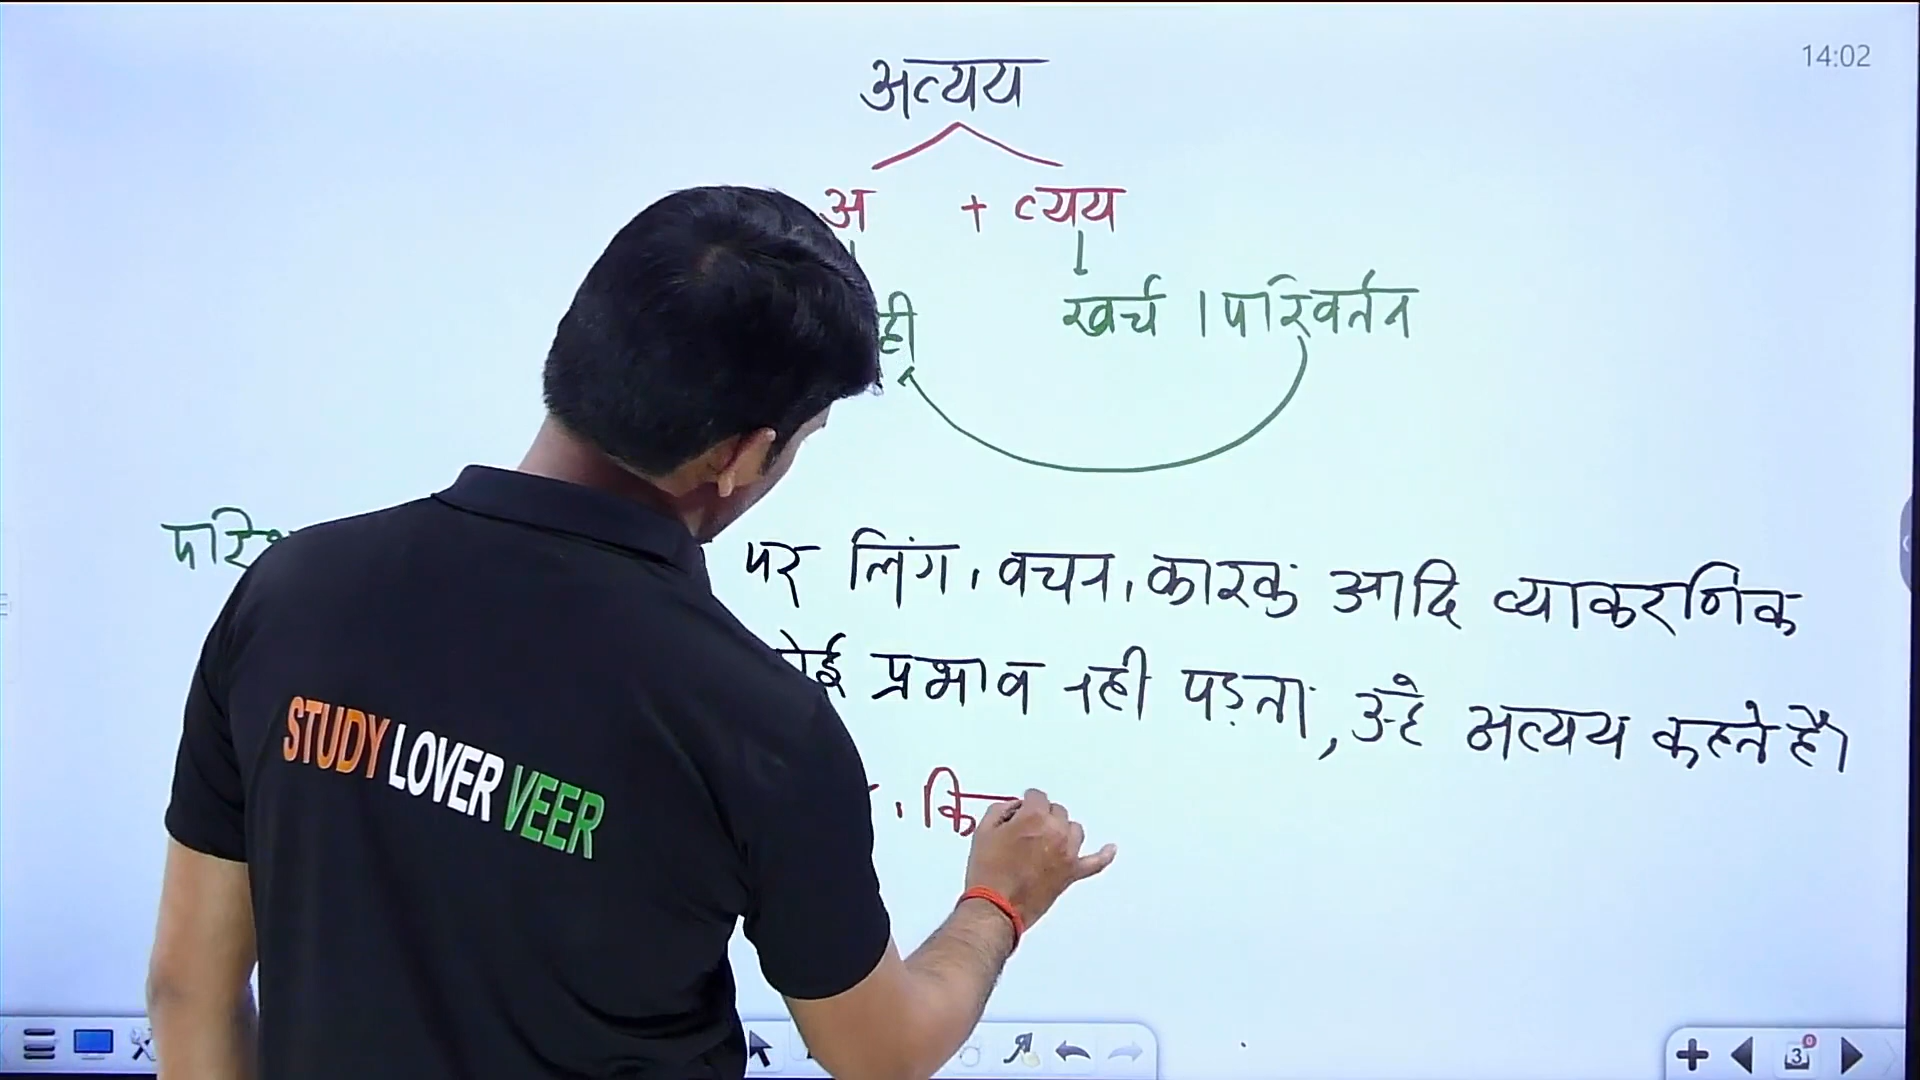 14:02
अव्यय
अ + व्यय
ही खर्च । परिवर्तन
पर लिंग, वचन, कारक आदि व्याकरणिक
प्रभाव नही पड़ता, उन्हे अव्यय कहते है।
STUDY LOVER VEER
3